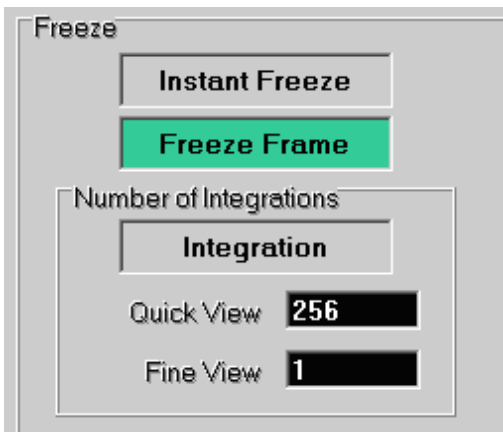 Freeze
Instant Freeze
Freeze Frame
Number of Integrations
Integration
Quick View 256
Fine View 1